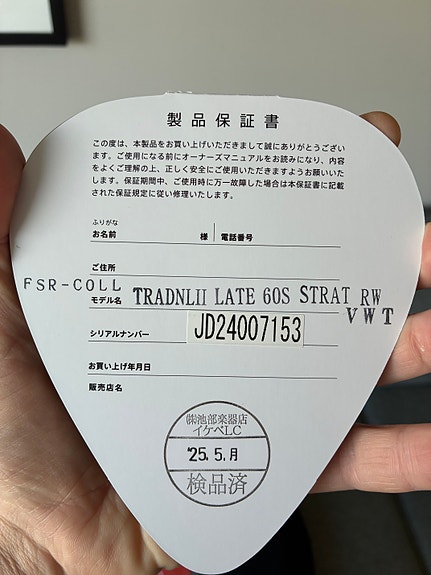 製品保証書
この度は、本製品をお買い上げいただきまして誠にありがとうござい
ます。ご使用になる前にオーナーズマニュアルをお読みになり、内容
をよくご理解の上、正しく安全にご使用いただきますようお願いいた
します。保証期間中、ご使用時に万一故障した場合は本保証書に記載
された保証規定に従い修理いたします。
ふりがな
お名前 様 電話番号
ご住所
FSR-COLL
モデル名 TRADNLII LATE 60S STRAT RW
VWT
シリアルナンバー JD24007153
お買い上げ年月日
販売店名
㈱池部楽器店
イケベLC
'25.5.月
検品済